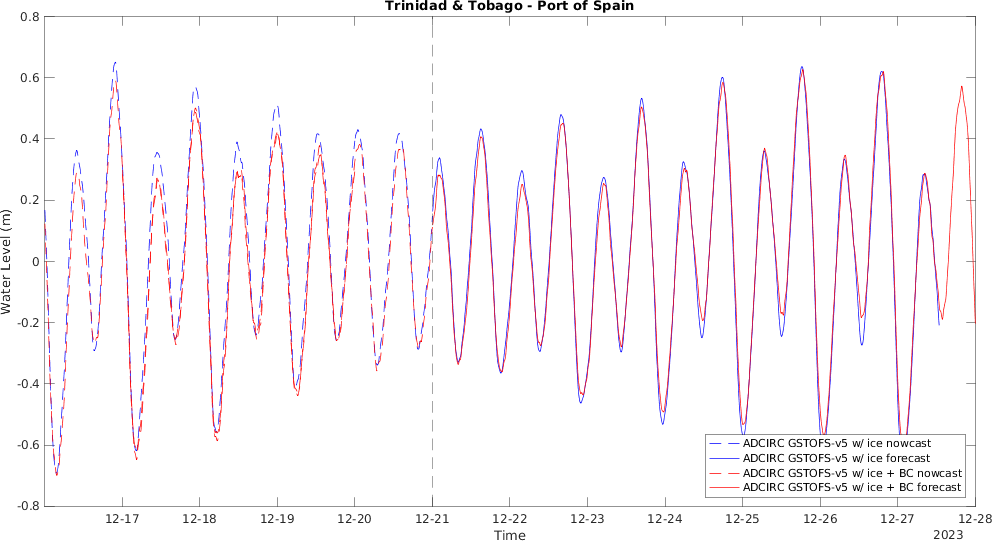 Trinidad & Tobago - Port of Spain
0.8
0.6
0.4
0.2
0
-0.2
-0.4
-0.6
-0.8
Water Level (m)
ADCIRC GSTOFS-v5 w/ ice nowcast
ADCIRC GSTOFS-v5 w/ ice forecast
ADCIRC GSTOFS-v5 w/ ice + BC nowcast
ADCIRC GSTOFS-v5 w/ ice + BC forecast
12-17 12-18 12-19 12-20 12-21 12-22 12-23 12-24 12-25 12-26 12-27 12-28
Time
2023